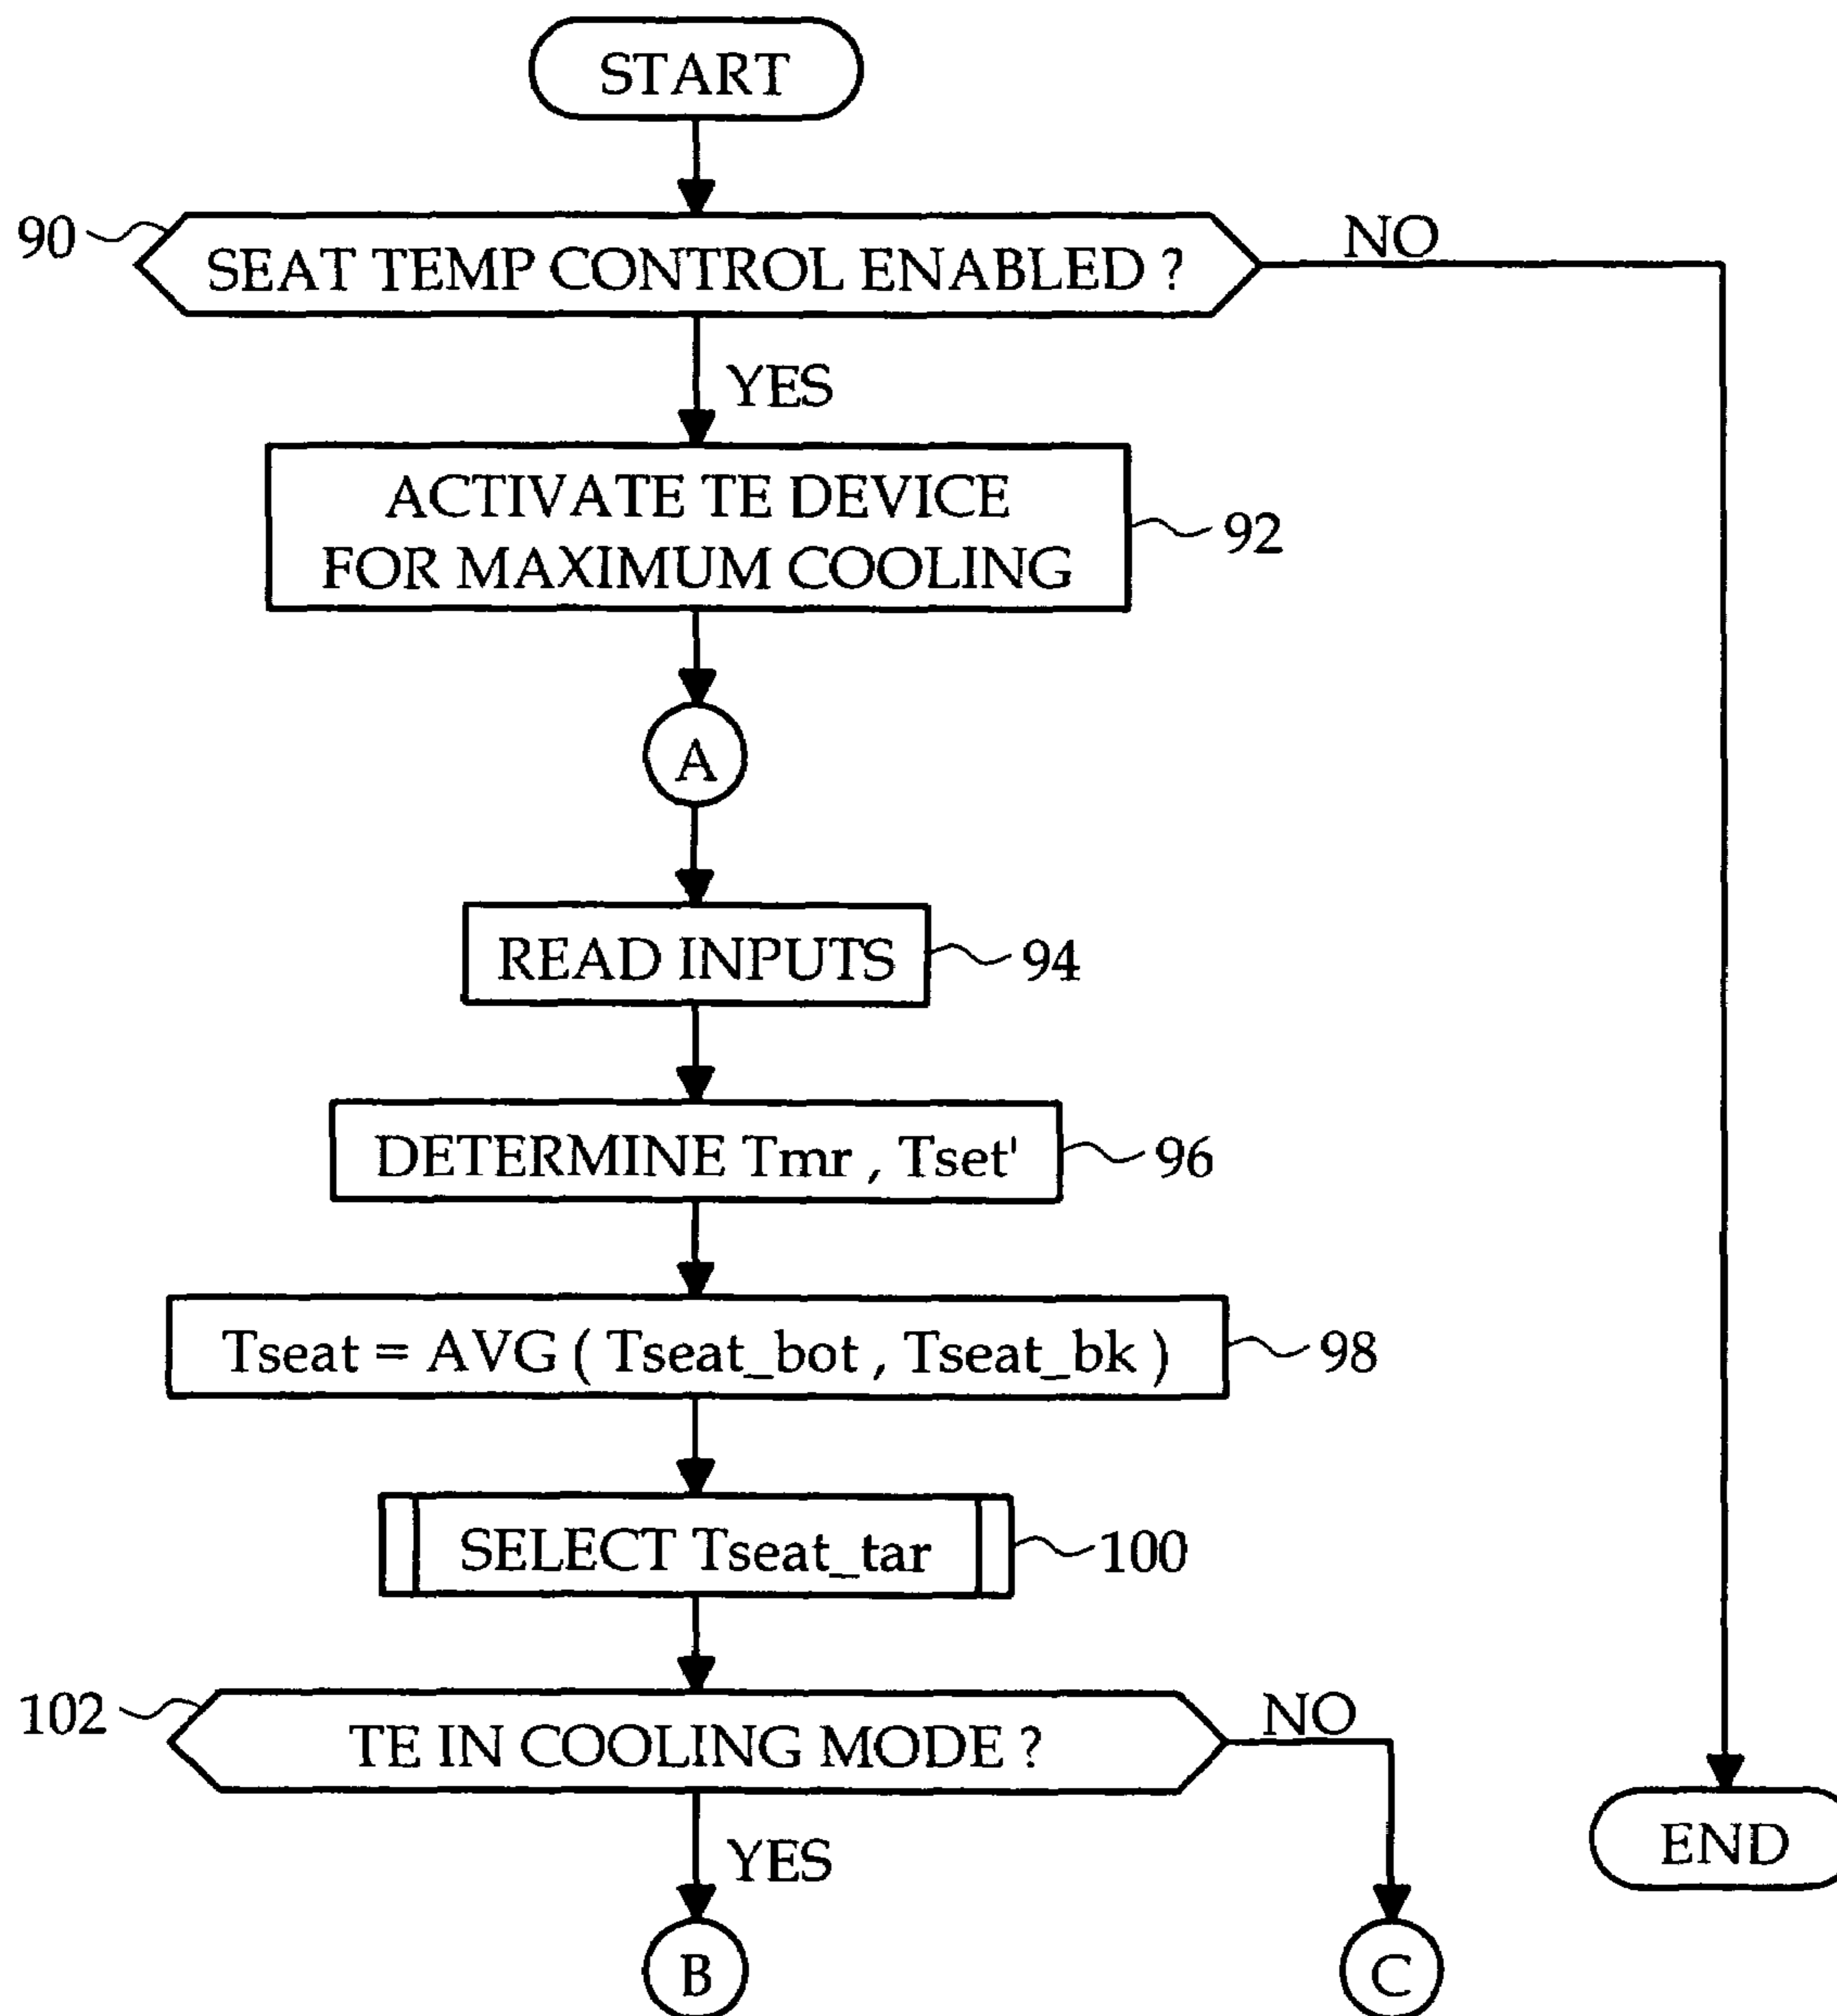 START
90
SEAT TEMP CONTROL ENABLED ?
NO
YES
ACTIVATE TE DEVICE
FOR MAXIMUM COOLING
92
A
READ INPUTS
94
DETERMINE Tmr , Tset'
96
Tseat = AVG ( Tseat_bot , Tseat_bk )
98
SELECT Tseat_tar
100
102
TE IN COOLING MODE ?
NO
YES
END
B
C